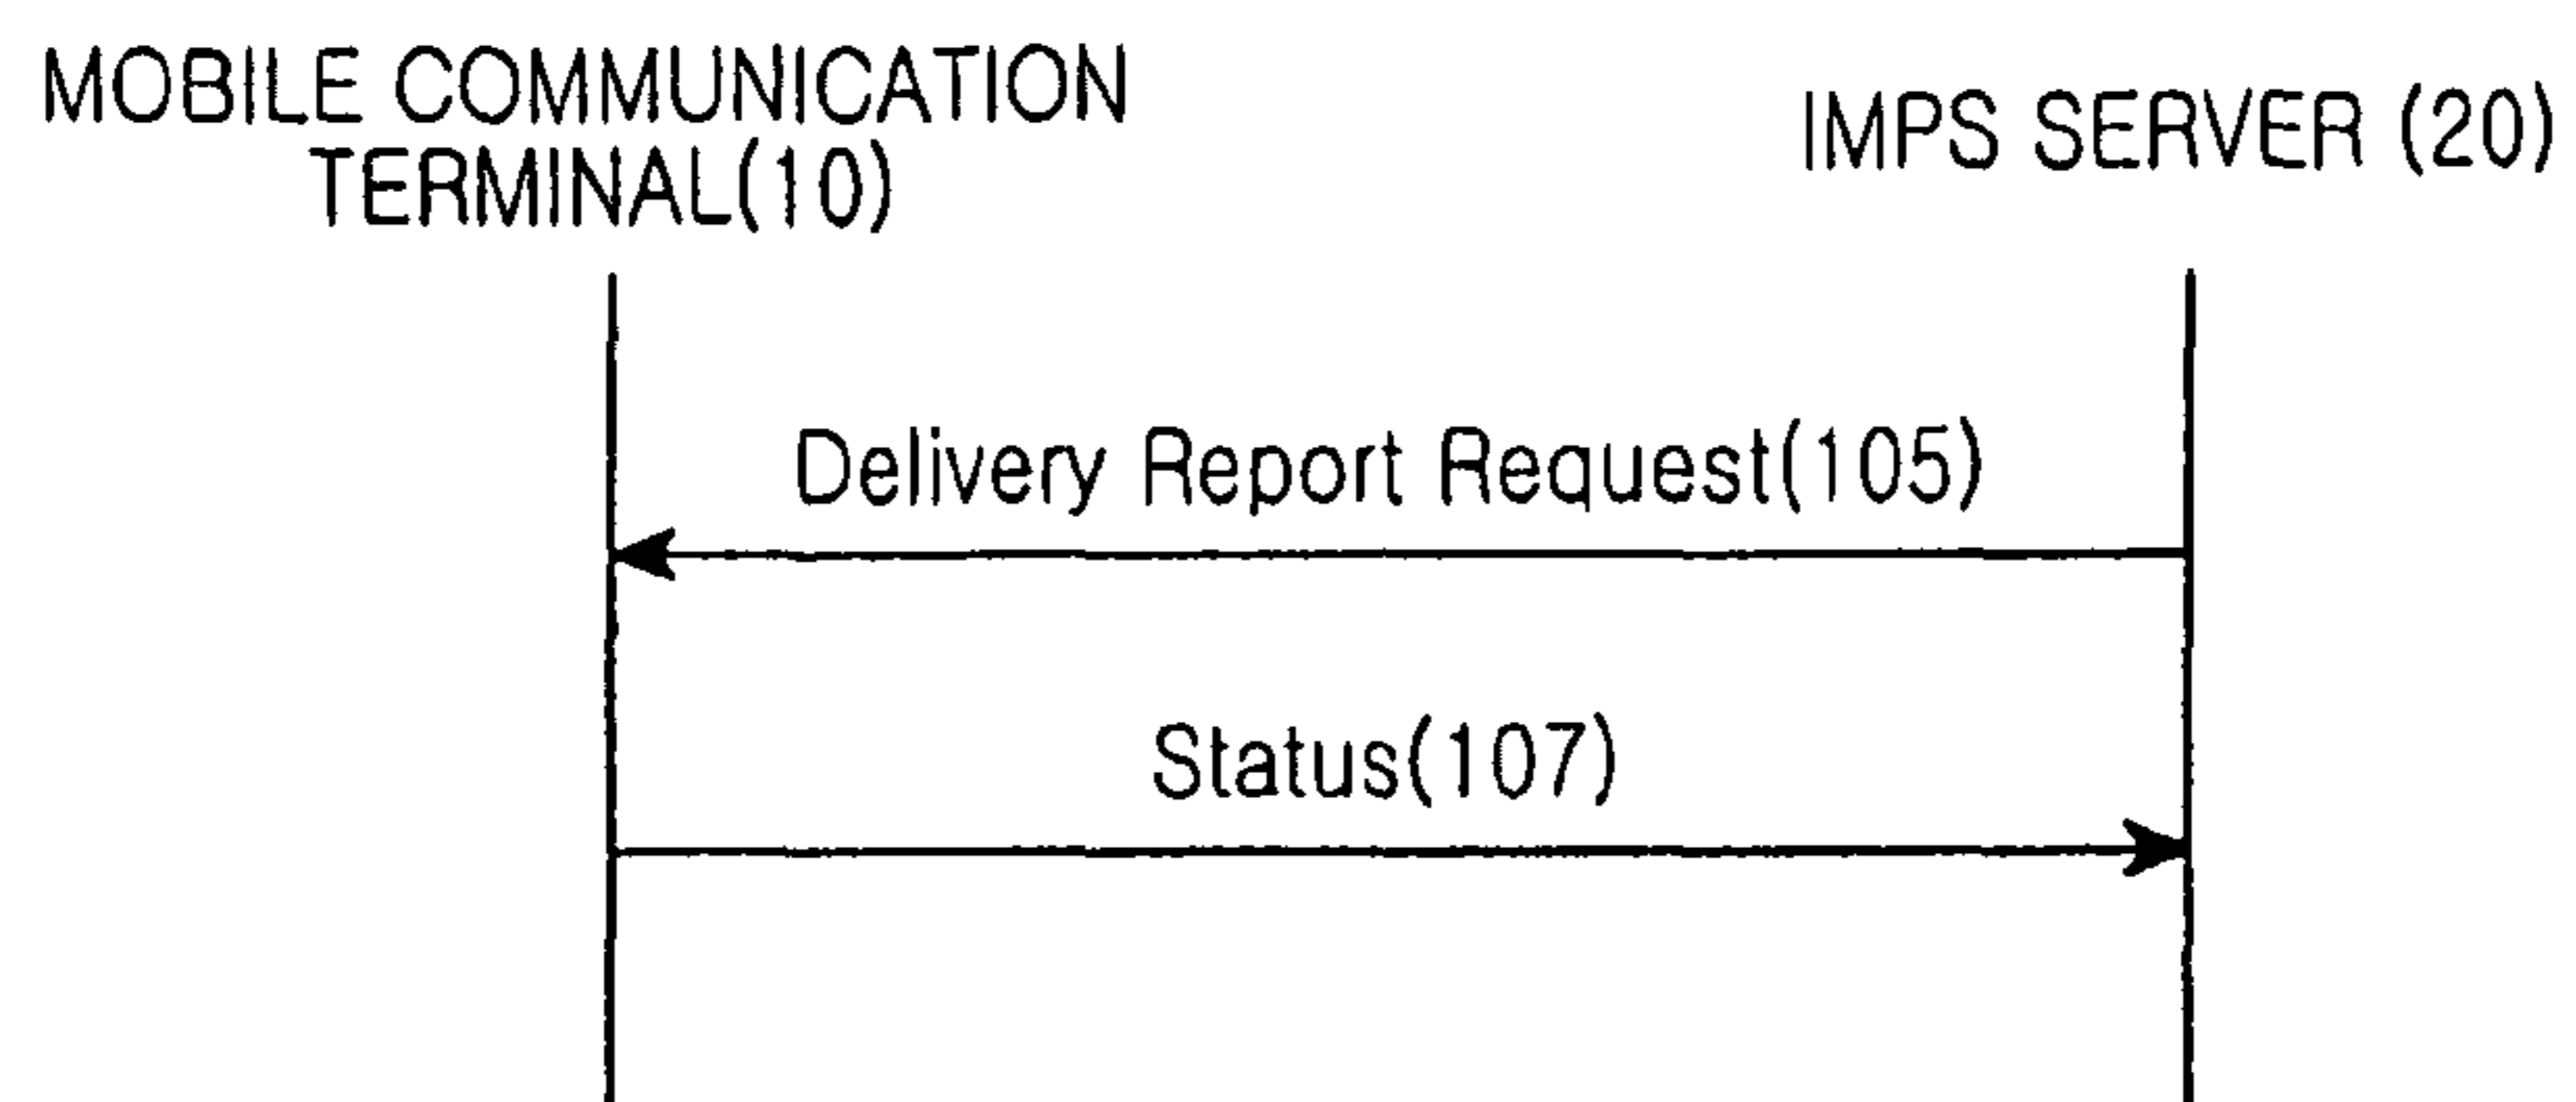 MOBILE COMMUNICATION
TERMINAL(10)
IMPS SERVER (20)
Delivery Report Request(105)
Status(107)